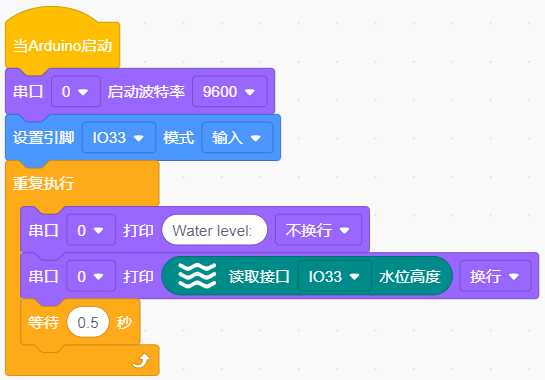 当Arduino启动
串口 0 启动波特率 9600
设置引脚 IO33 模式 输入
重复执行
串口 0 打印 Water level: 不换行
串口 0 打印 读取接口 IO33 水位高度 换行
等待 0.5 秒